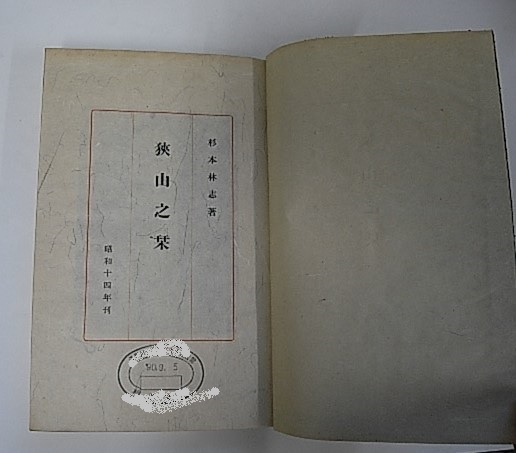 杉本林志著
狹山之栞
昭和十四年刊